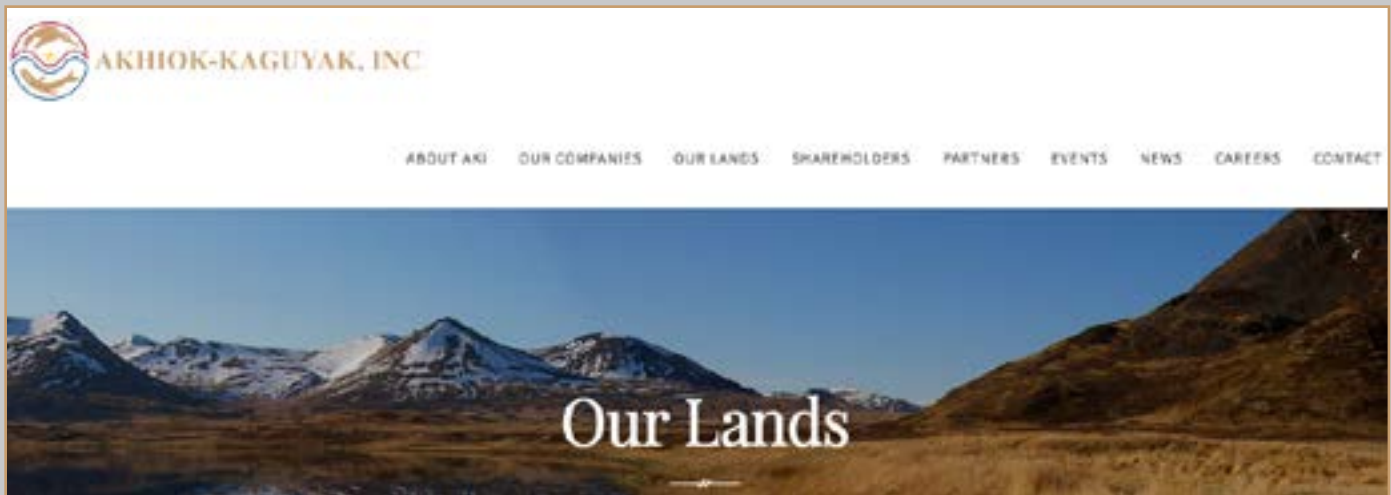 AKHIOK-KAGUYAK, INC
ABOUT AKI OUR COMPANIES OUR LANDS SHAREHOLDERS PARTNERS EVENTS NEWS CAREERS CONTACT
Our Lands